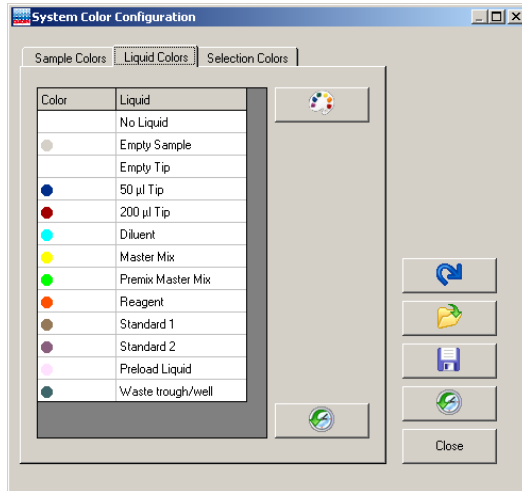 System Color Configuration
Sample Colors Liquid Colors Selection Colors
Color Liquid
No Liquid
Empty Sample
Empty Tip
50 µl Tip
200 µl Tip
Diluent
Master Mix
Premix Master Mix
Reagent
Standard 1
Standard 2
Preload Liquid
Waste trough/well
Close